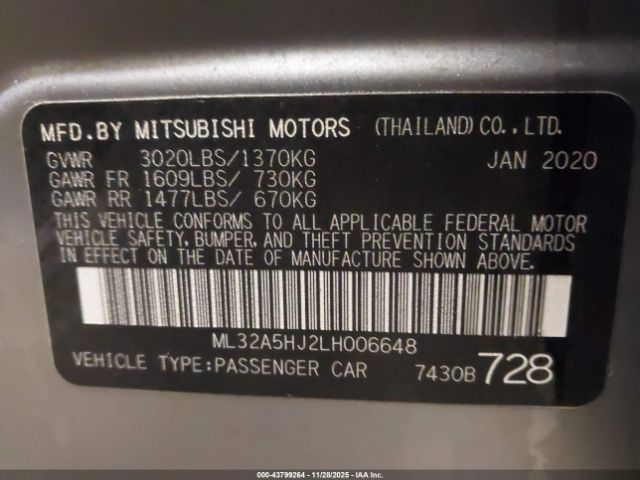 MFD.BY MITSUBISHI MOTORS (THAILAND)CO.,LTD.
GVWR 3020LBS/1370KG JAN 2020
GAWR FR 1609LBS/ 730KG
GAWR RR 1477LBS/ 670KG
THIS VEHICLE CONFORMS TO ALL APPLICABLE FEDERAL MOTOR
VEHICLE SAFETY, BUMPER, AND THEFT PREVENTION STANDARDS
IN EFFECT ON THE DATE OF MANUFACTURE SHOWN ABOVE.
ML32A5HJ2LH006648
VEHICLE TYPE:PASSENGER CAR 7430B 728
000-43799264 - 11/28/2025 - IAA Inc.